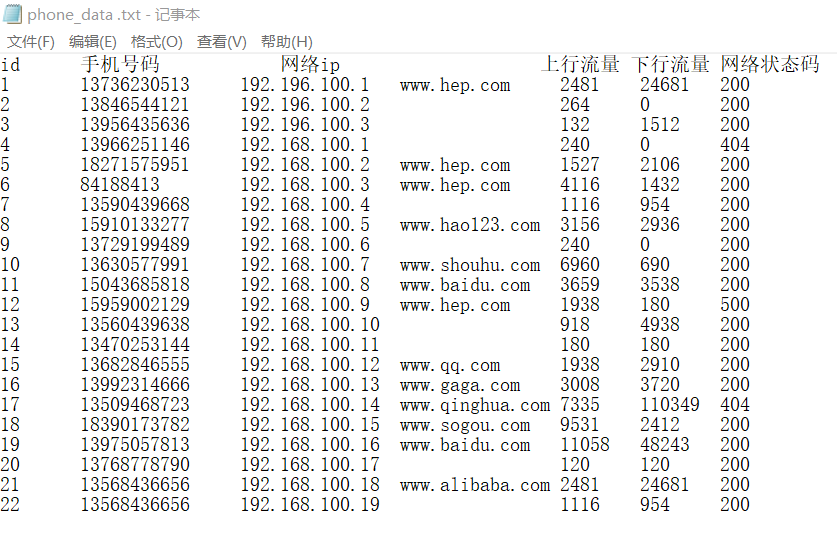 phone_data .txt - 记事本
文件(F) 编辑(E) 格式(O) 查看(V) 帮助(H)
id 手机号码 网络ip 上行流量 下行流量 网络状态码
1 13736230513 192.196.100.1 www.hep.com 2481 24681 200
2 13846544121 192.196.100.2 264 0 200
3 13956435636 192.196.100.3 132 1512 200
4 13966251146 192.168.100.1 240 0 404
5 18271575951 192.168.100.2 www.hep.com 1527 2106 200
6 84188413 192.168.100.3 www.hep.com 4116 1432 200
7 13590439668 192.168.100.4 1116 954 200
8 15910133277 192.168.100.5 www.hao123.com 3156 2936 200
9 13729199489 192.168.100.6 240 0 200
10 13630577991 192.168.100.7 www.shouhu.com 6960 690 200
11 15043685818 192.168.100.8 www.baidu.com 3659 3538 200
12 15959002129 192.168.100.9 www.hep.com 1938 180 500
13 13560439638 192.168.100.10 918 4938 200
14 13470253144 192.168.100.11 180 180 200
15 13682846555 192.168.100.12 www.qq.com 1938 2910 200
16 13992314666 192.168.100.13 www.gaga.com 3008 3720 200
17 13509468723 192.168.100.14 www.qinghua.com 7335 110349 404
18 18390173782 192.168.100.15 www.sogou.com 9531 2412 200
19 13975057813 192.168.100.16 www.baidu.com 11058 48243 200
20 13768778790 192.168.100.17 120 120 200
21 13568436656 192.168.100.18 www.alibaba.com 2481 24681 200
22 13568436656 192.168.100.19 1116 954 200